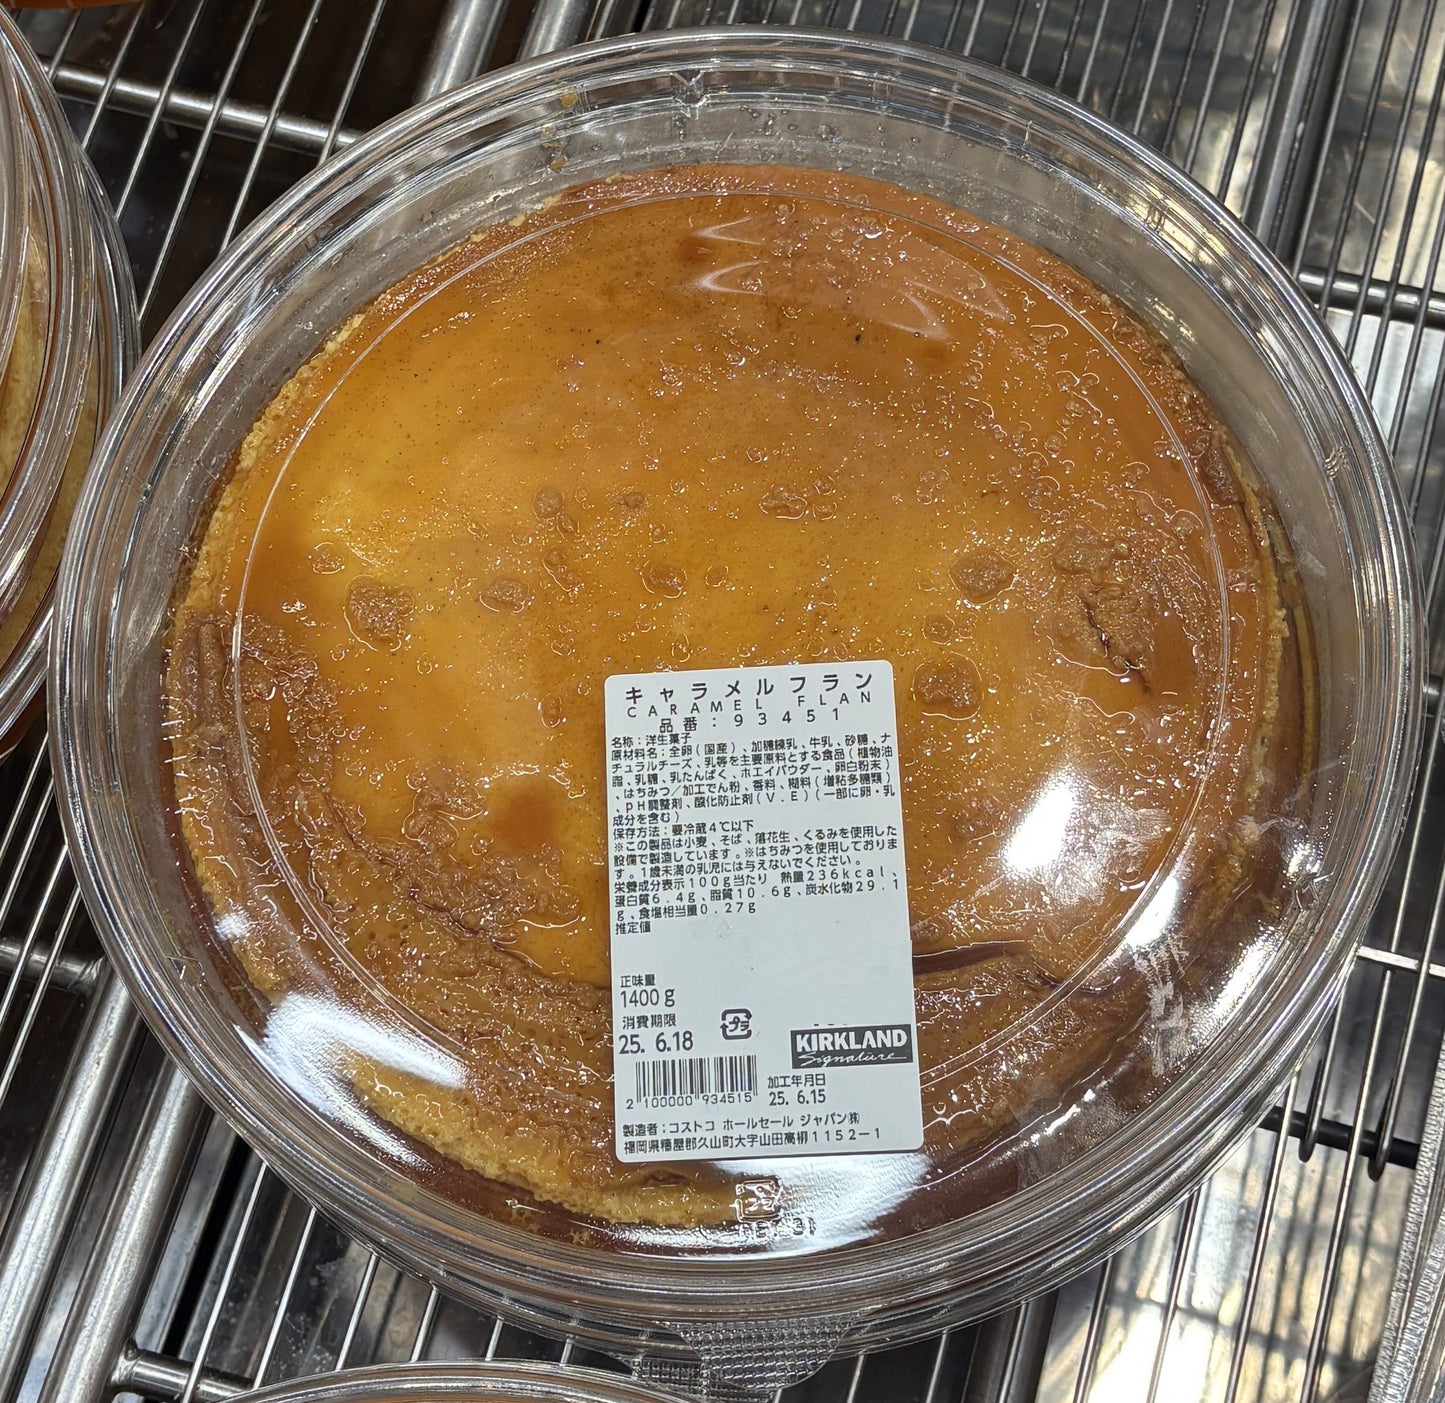 キャラメルフラン
CARAMEL FLAN
品番:93451
名称:洋生菓子
原材料名:全卵(国産)、加糖練乳、牛乳、砂糖、ナ
チュラルチーズ、乳等を主要原料とする食品(植物油
脂、乳糖、乳たんぱく、ホエイパウダー、卵白粉末)
、はちみつ/加工でん粉、香料、糊料(増粘多糖類)
、pH調整剤、酸化防止剤(V.E)(一部に卵・乳
成分を含む)
保存方法:要冷蔵4℃以下
※この製品は小麦、そば、落花生、くるみを使用した
設備で製造しています。※はちみつを使用しておりま
す。1歳未満の乳児には与えないでください。
栄養成分表示100g当たり 熱量236kcal、
蛋白質6.4g、脂質10.6g、炭水化物29.1
g、食塩相当量0.27g
推定値
正味量
1400g
消費期限
25. 6.18
プラ
KIRKLAND
Signature
2 100000 934515
加工年月日
25. 6.15
製造者:コストコ ホールセール ジャパン㈱
福岡県糟屋郡久山町大字山田高柳1152-1